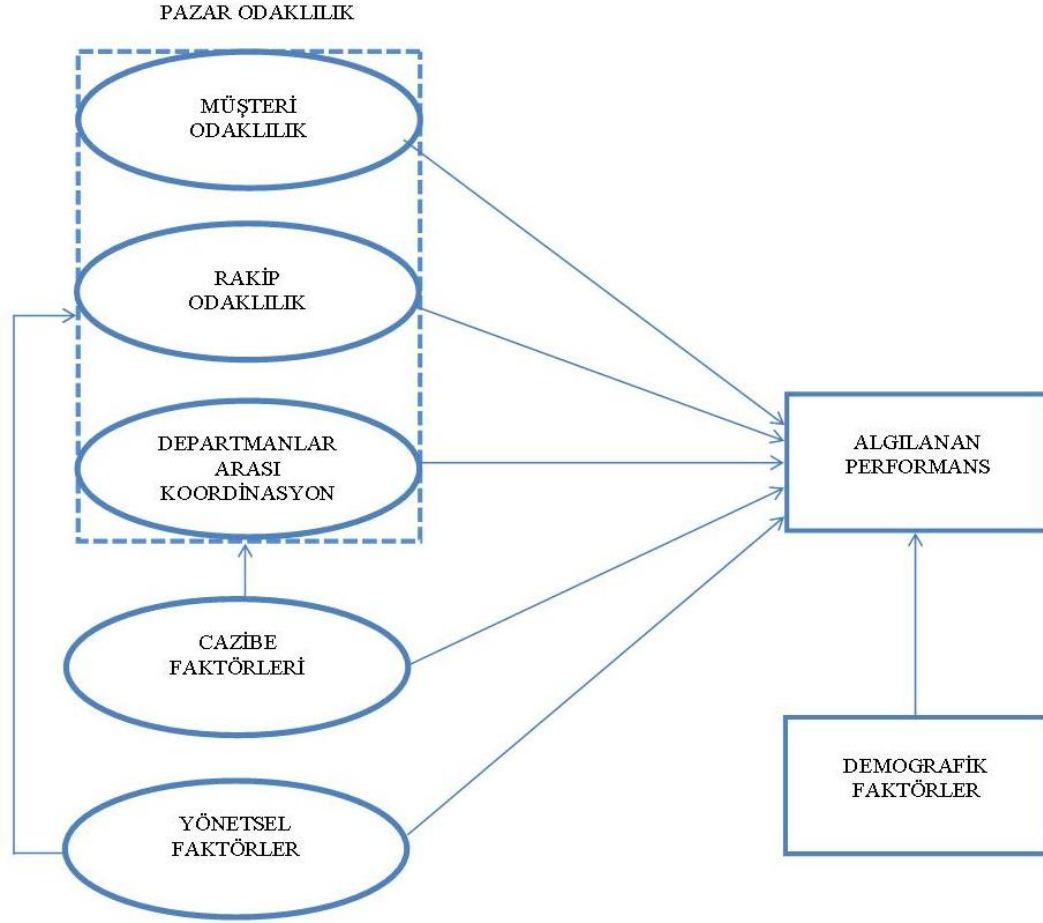 PAZAR ODAKLILIK
MÜŞTERİ
ODAKLILIK
RAKİP
ODAKLILIK
DEPARTMANLAR
ARASI
KOORDİNASYON
ALGILANAN
PERFORMANS
CAZİBE
FAKTÖRLERİ
DEMOGRAFİK
FAKTÖRLER
YÖNETSEL
FAKTÖRLER